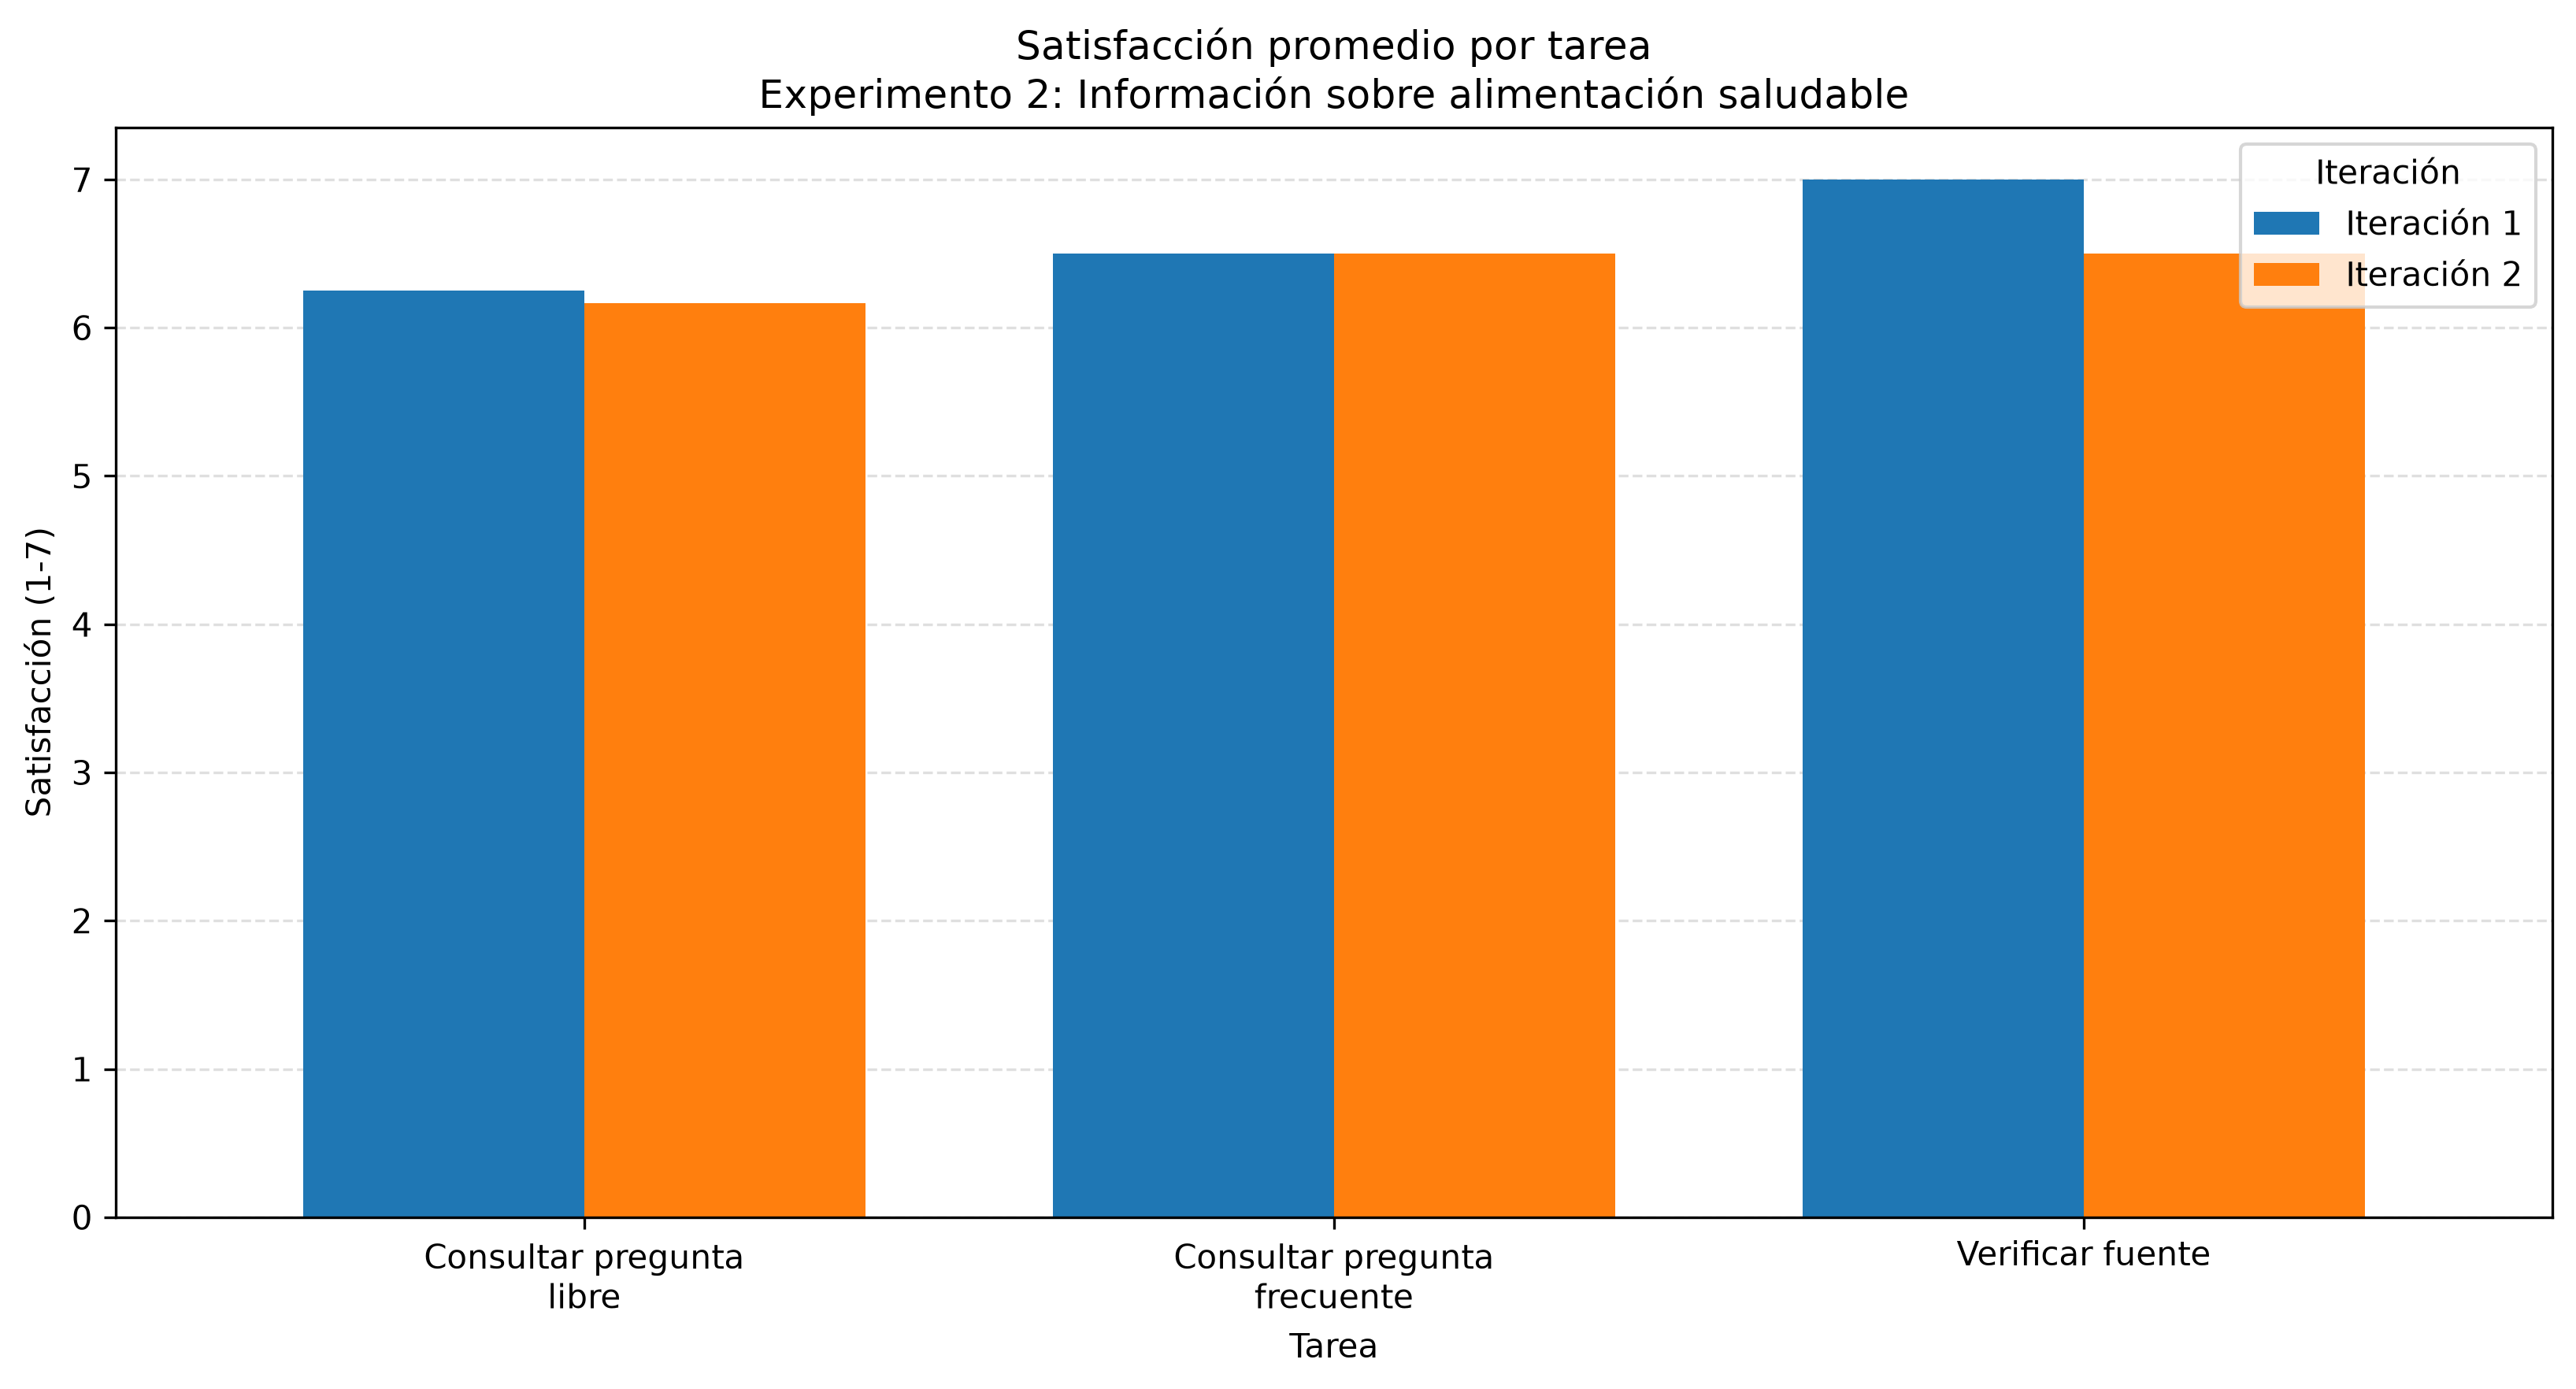 Satisfacción promedio por tarea
Experimento 2: Información sobre alimentación saludable
Satisfacción (1-7)
7
6
5
4
3
2
1
0
Iteración
Iteración 1
Iteración 2
Consultar pregunta
libre
Consultar pregunta
frecuente
Verificar fuente
Tarea